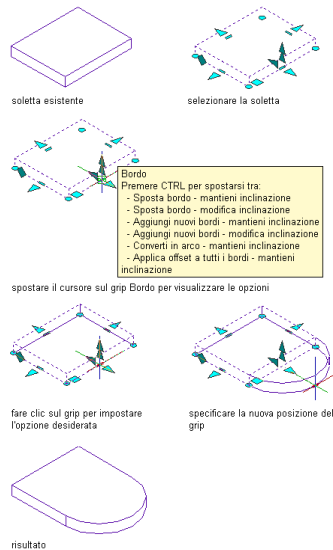 soletta esistente
selezionare la soletta
Bordo
Premere CTRL per spostarsi tra:
- Sposta bordo - mantieni inclinazione
- Sposta bordo - modifica inclinazione
- Aggiungi nuovi bordi - mantieni inclinazione
- Aggiungi nuovi bordi - modifica inclinazione
- Converti in arco - mantieni inclinazione
- Applica offset a tutti i bordi - mantieni
inclinazione
spostare il cursore sul grip Bordo per visualizzare le opzioni
fare clic sul grip per impostare
l'opzione desiderata
specificare la nuova posizione del
grip
risultato